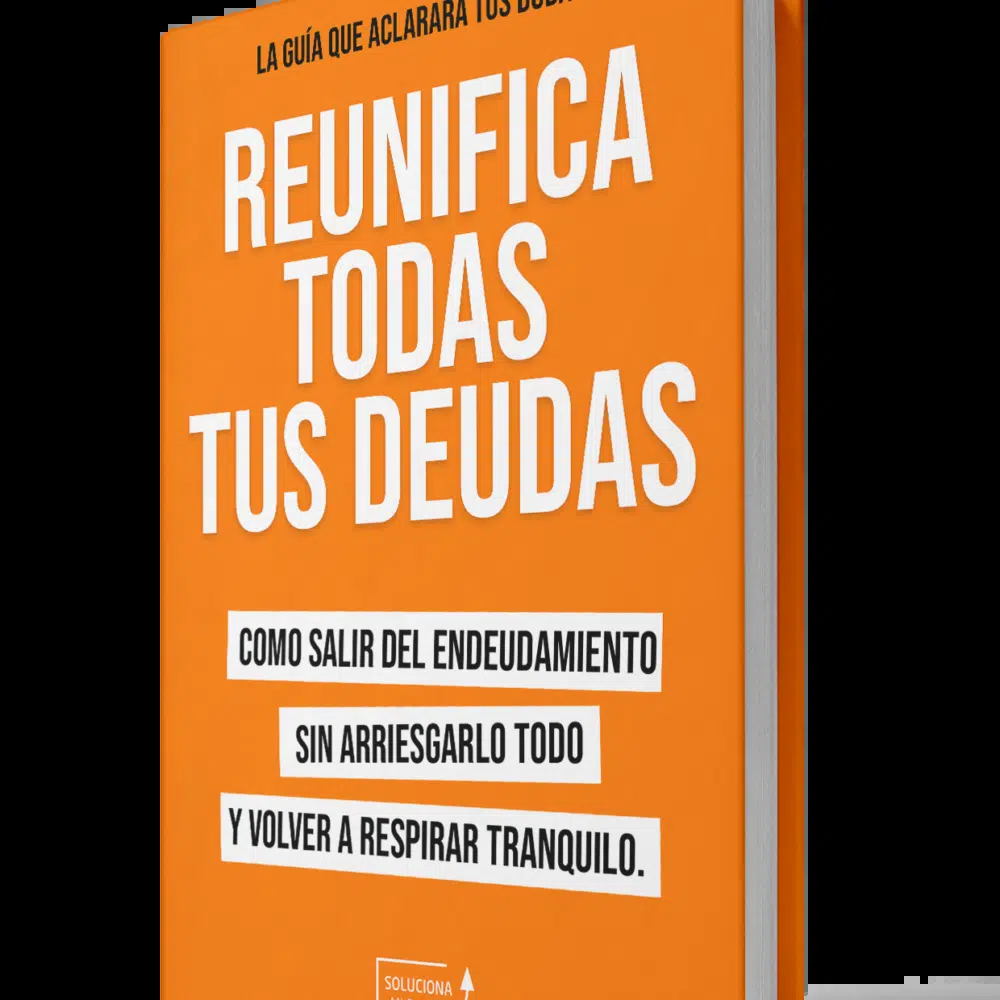 LA GUÍA QUE ACLARARA TUS
REUNIFICA
TODAS
TUS DEUDAS
COMO SALIR DEL ENDEUDAMIENTO
SIN ARRIESGARLO TODO
Y VOLVER A RESPIRAR TRANQUILO.
SOLUCIONA